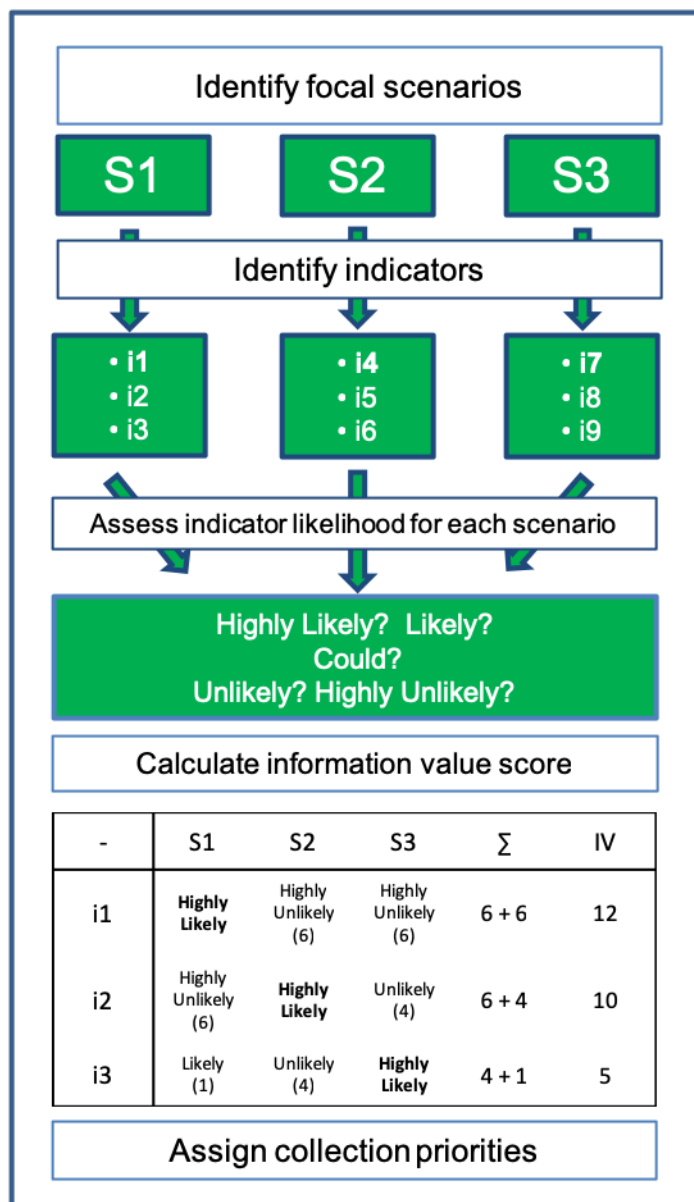 Identify focal scenarios
S1 S2 S3
Identify indicators
• i1 • i4 • i7
• i2 • i5 • i8
• i3 • i6 • i9
Assess indicator likelihood for each scenario
Highly Likely? Likely?
Could?
Unlikely? Highly Unlikely?
Calculate information value score
- S1 S2 S3 ∑ IV
i1 Highly Likely Highly Unlikely (6) Highly Unlikely (6) 6 + 6 12
i2 Highly Unlikely (6) Highly Likely Unlikely (4) 6 + 4 10
i3 Likely (1) Unlikely (4) Highly Likely 4 + 1 5
Assign collection priorities